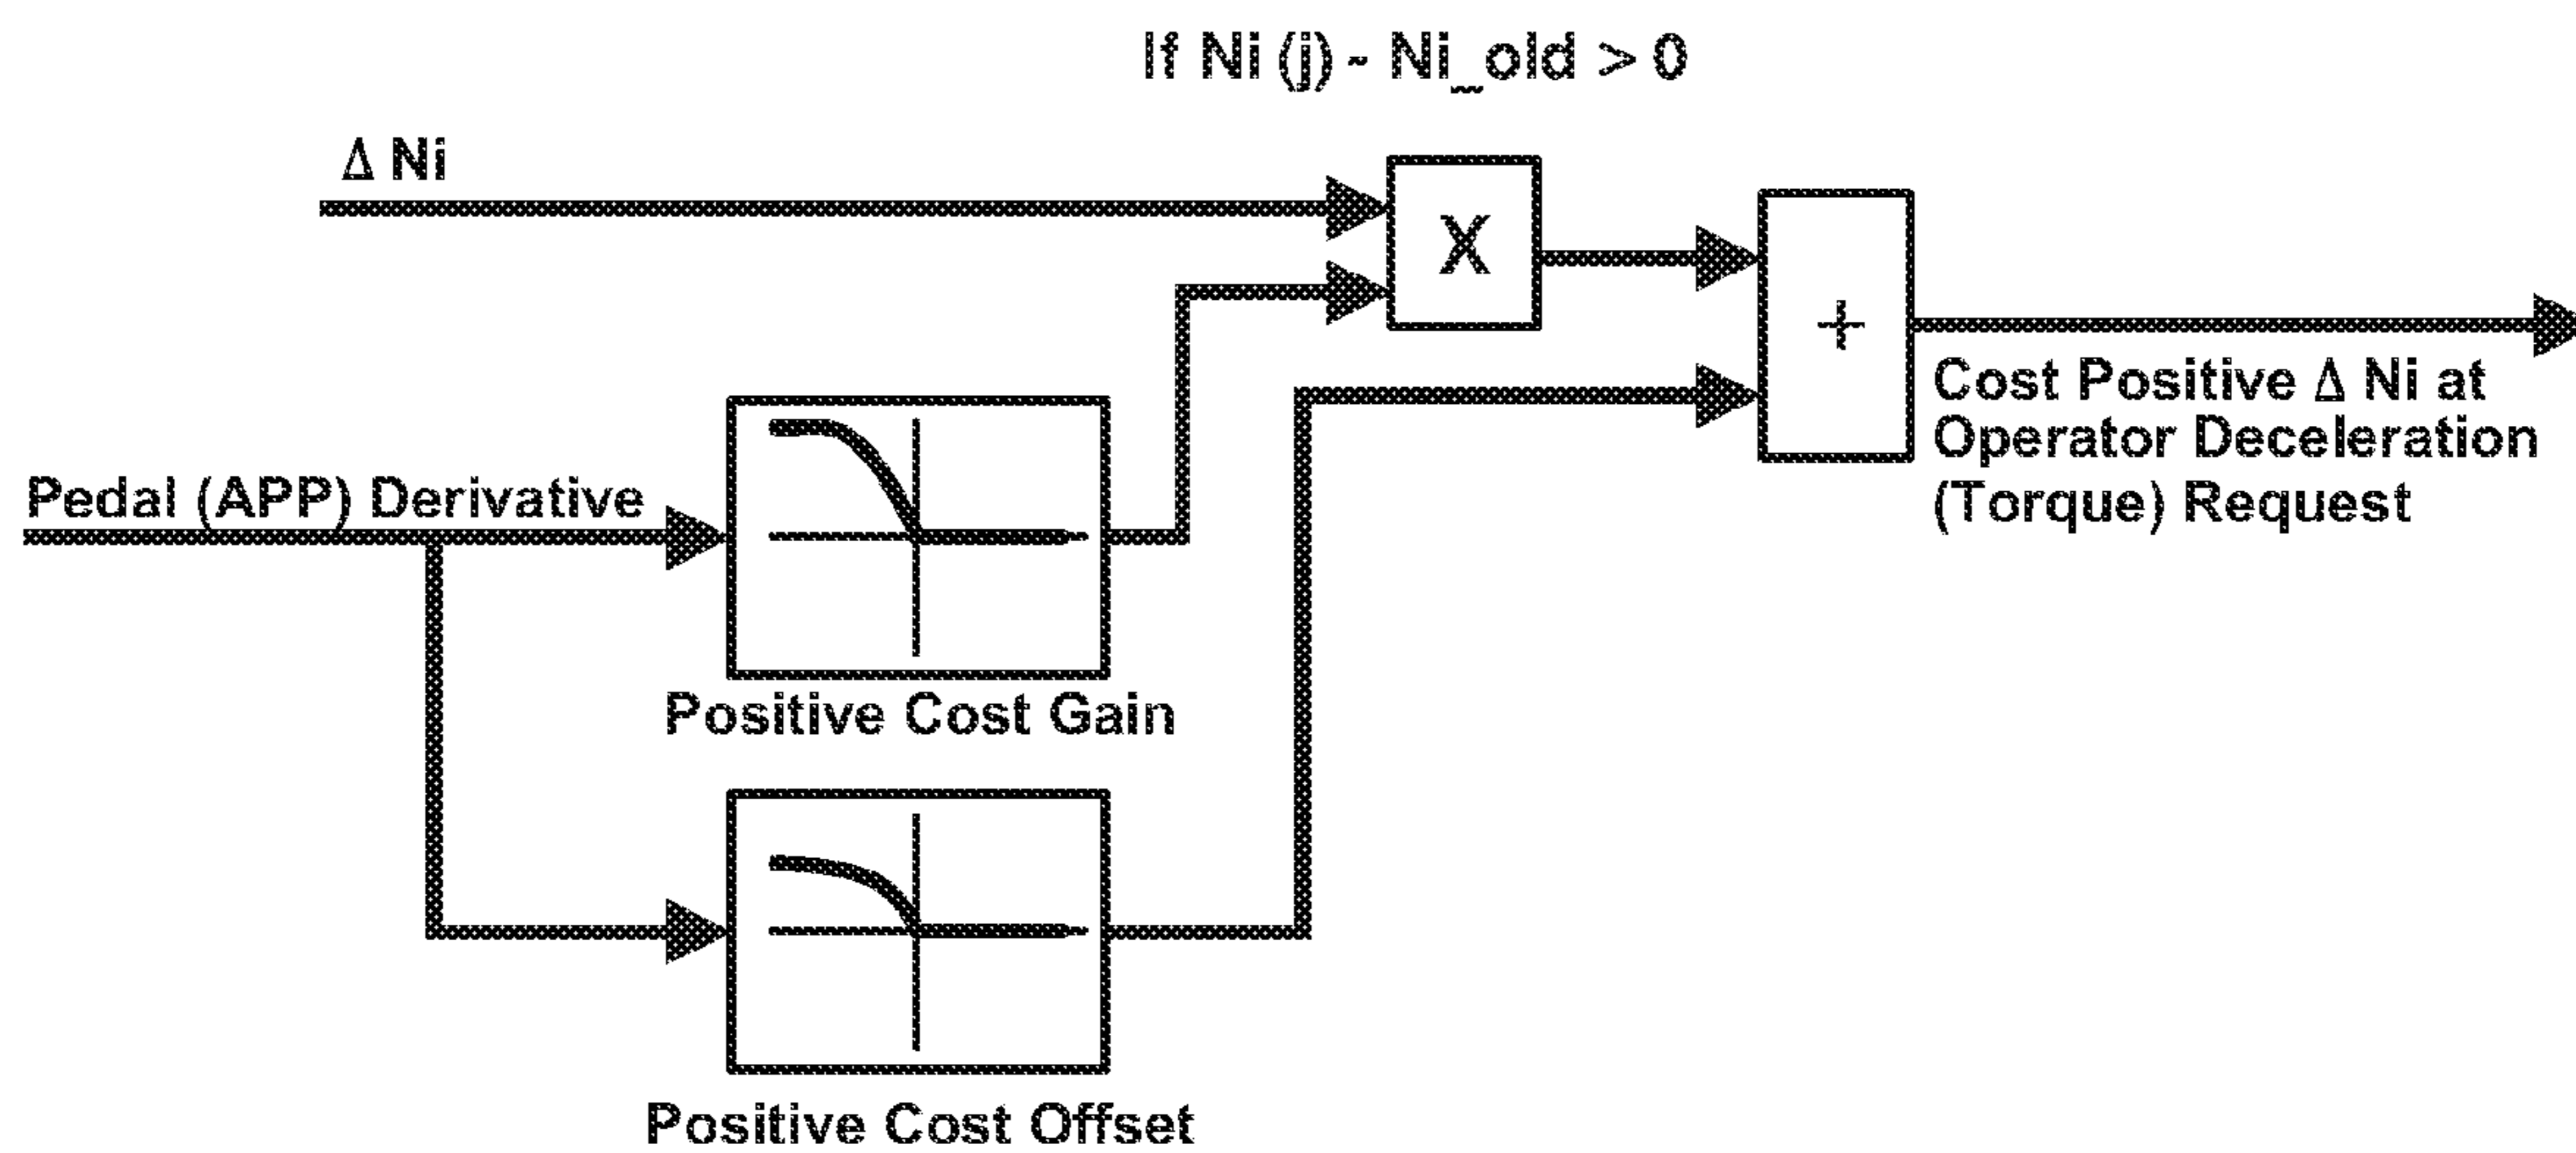 If Ni (j) - Ni_old > 0
Δ Ni
X
+
Cost Positive Δ Ni at
Operator Deceleration
(Torque) Request
Pedal (APP) Derivative
Positive Cost Gain
Positive Cost Offset